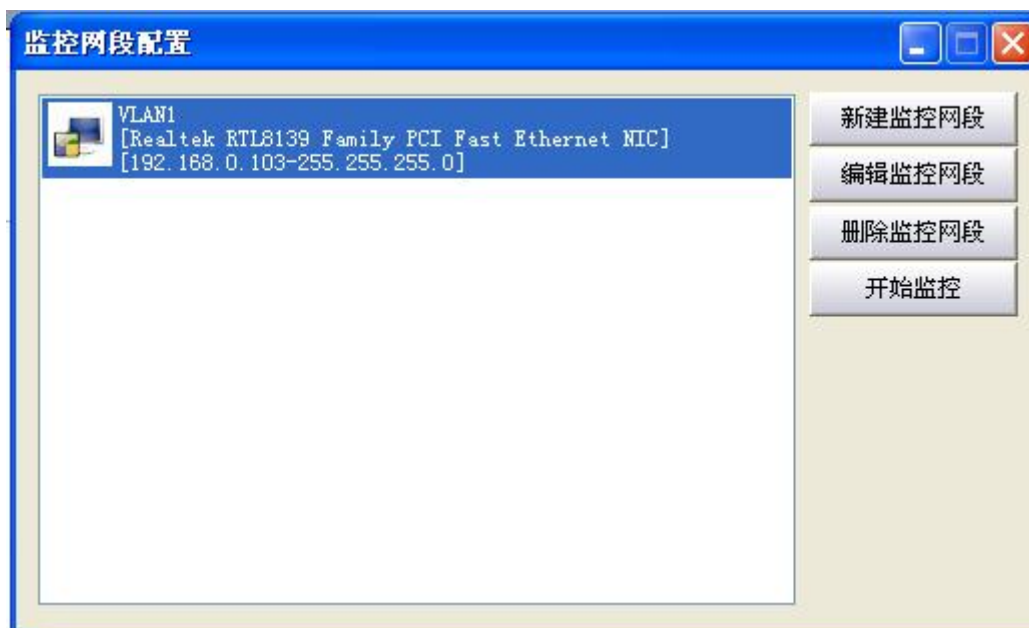 监控网段配置
VLAN1
[Realtek RTL8139 Family PCI Fast Ethernet NIC]
[192.168.0.103-255.255.255.0]
新建监控网段
编辑监控网段
删除监控网段
开始监控